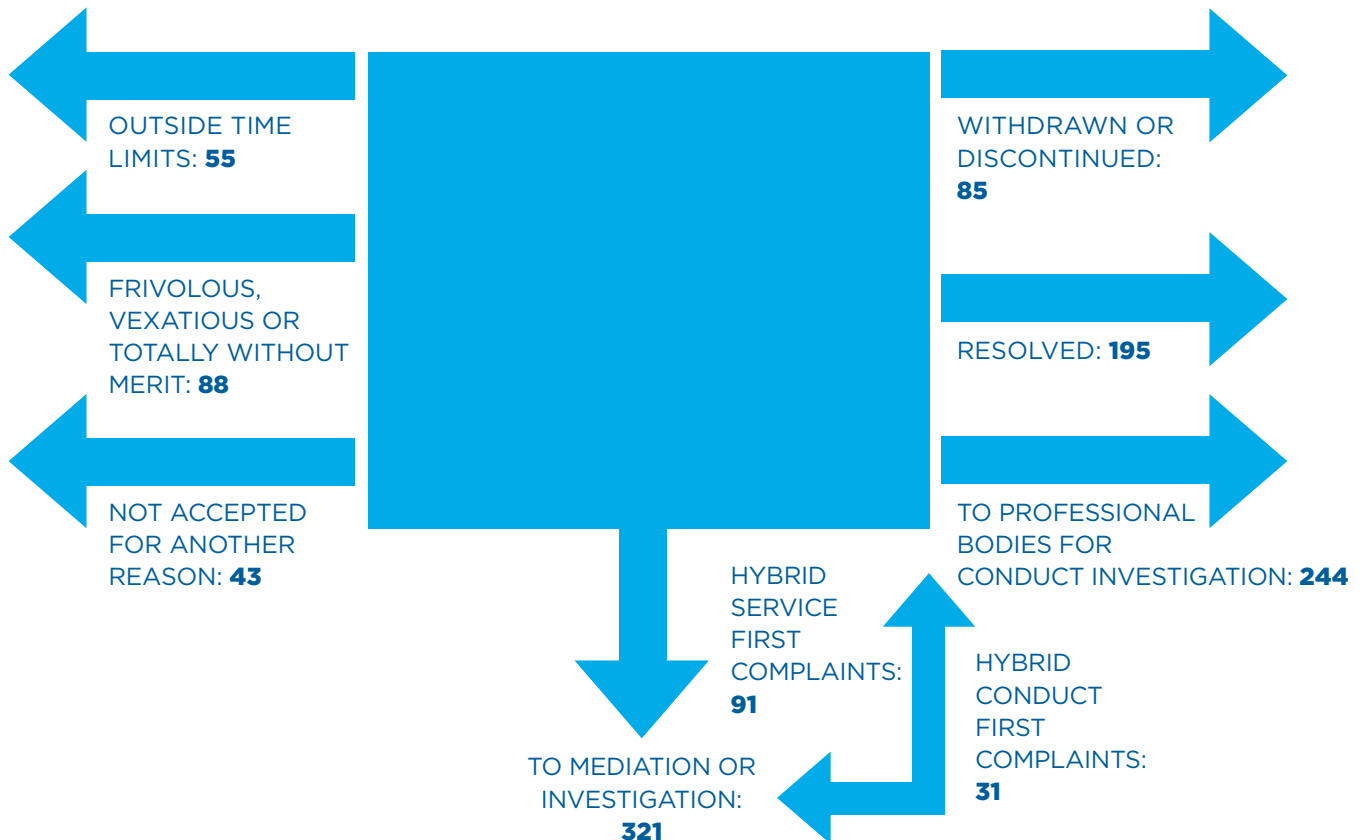 OUTSIDE TIME
LIMITS: 55
FRIVOLOUS,
VEXATIOUS OR
TOTALLY WITHOUT
MERIT: 88
NOT ACCEPTED
FOR ANOTHER
REASON: 43
WITHDRAWN OR
DISCONTINUED:
85
RESOLVED: 195
TO PROFESSIONAL
BODIES FOR
CONDUCT INVESTIGATION: 244
HYBRID
SERVICE
FIRST
COMPLAINTS:
91
HYBRID
CONDUCT
FIRST
COMPLAINTS:
31
TO MEDIATION OR
INVESTIGATION:
321